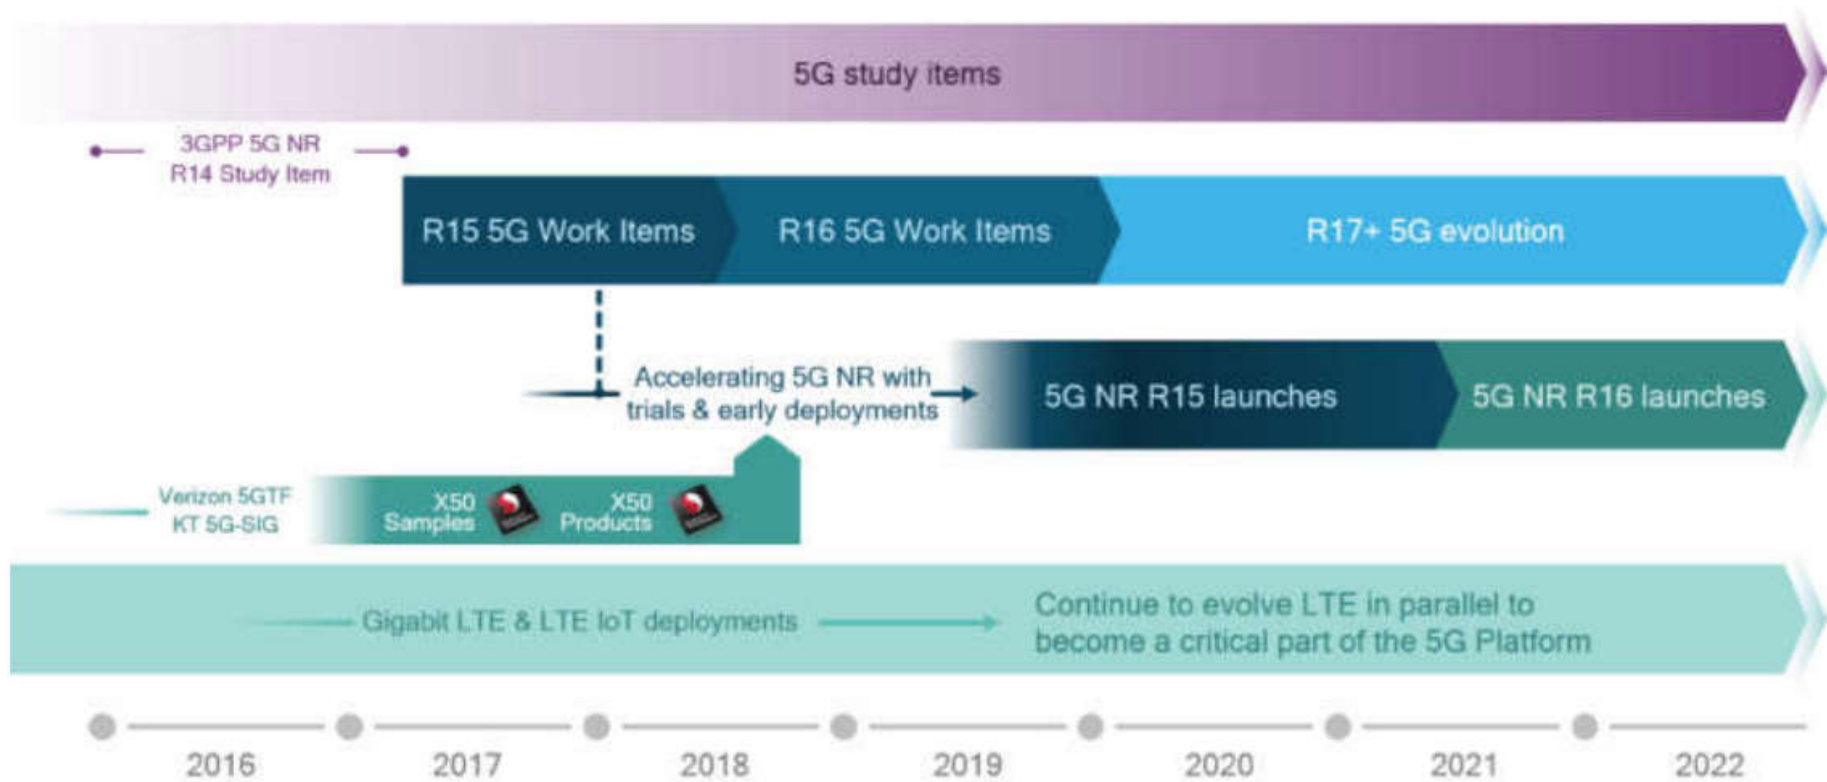 5G study items
3GPP 5G NR
R14 Study Item
R15 5G Work Items
R16 5G Work Items
R17+ 5G evolution
Accelerating 5G NR with
trials & early deployments
5G NR R15 launches
5G NR R16 launches
Verizon 5GTF
KT 5G-SIG
X50
Samples
X50
Products
Gigabit LTE & LTE IoT deployments
Continue to evolve LTE in parallel to
become a critical part of the 5G Platform
2016
2017
2018
2019
2020
2021
2022